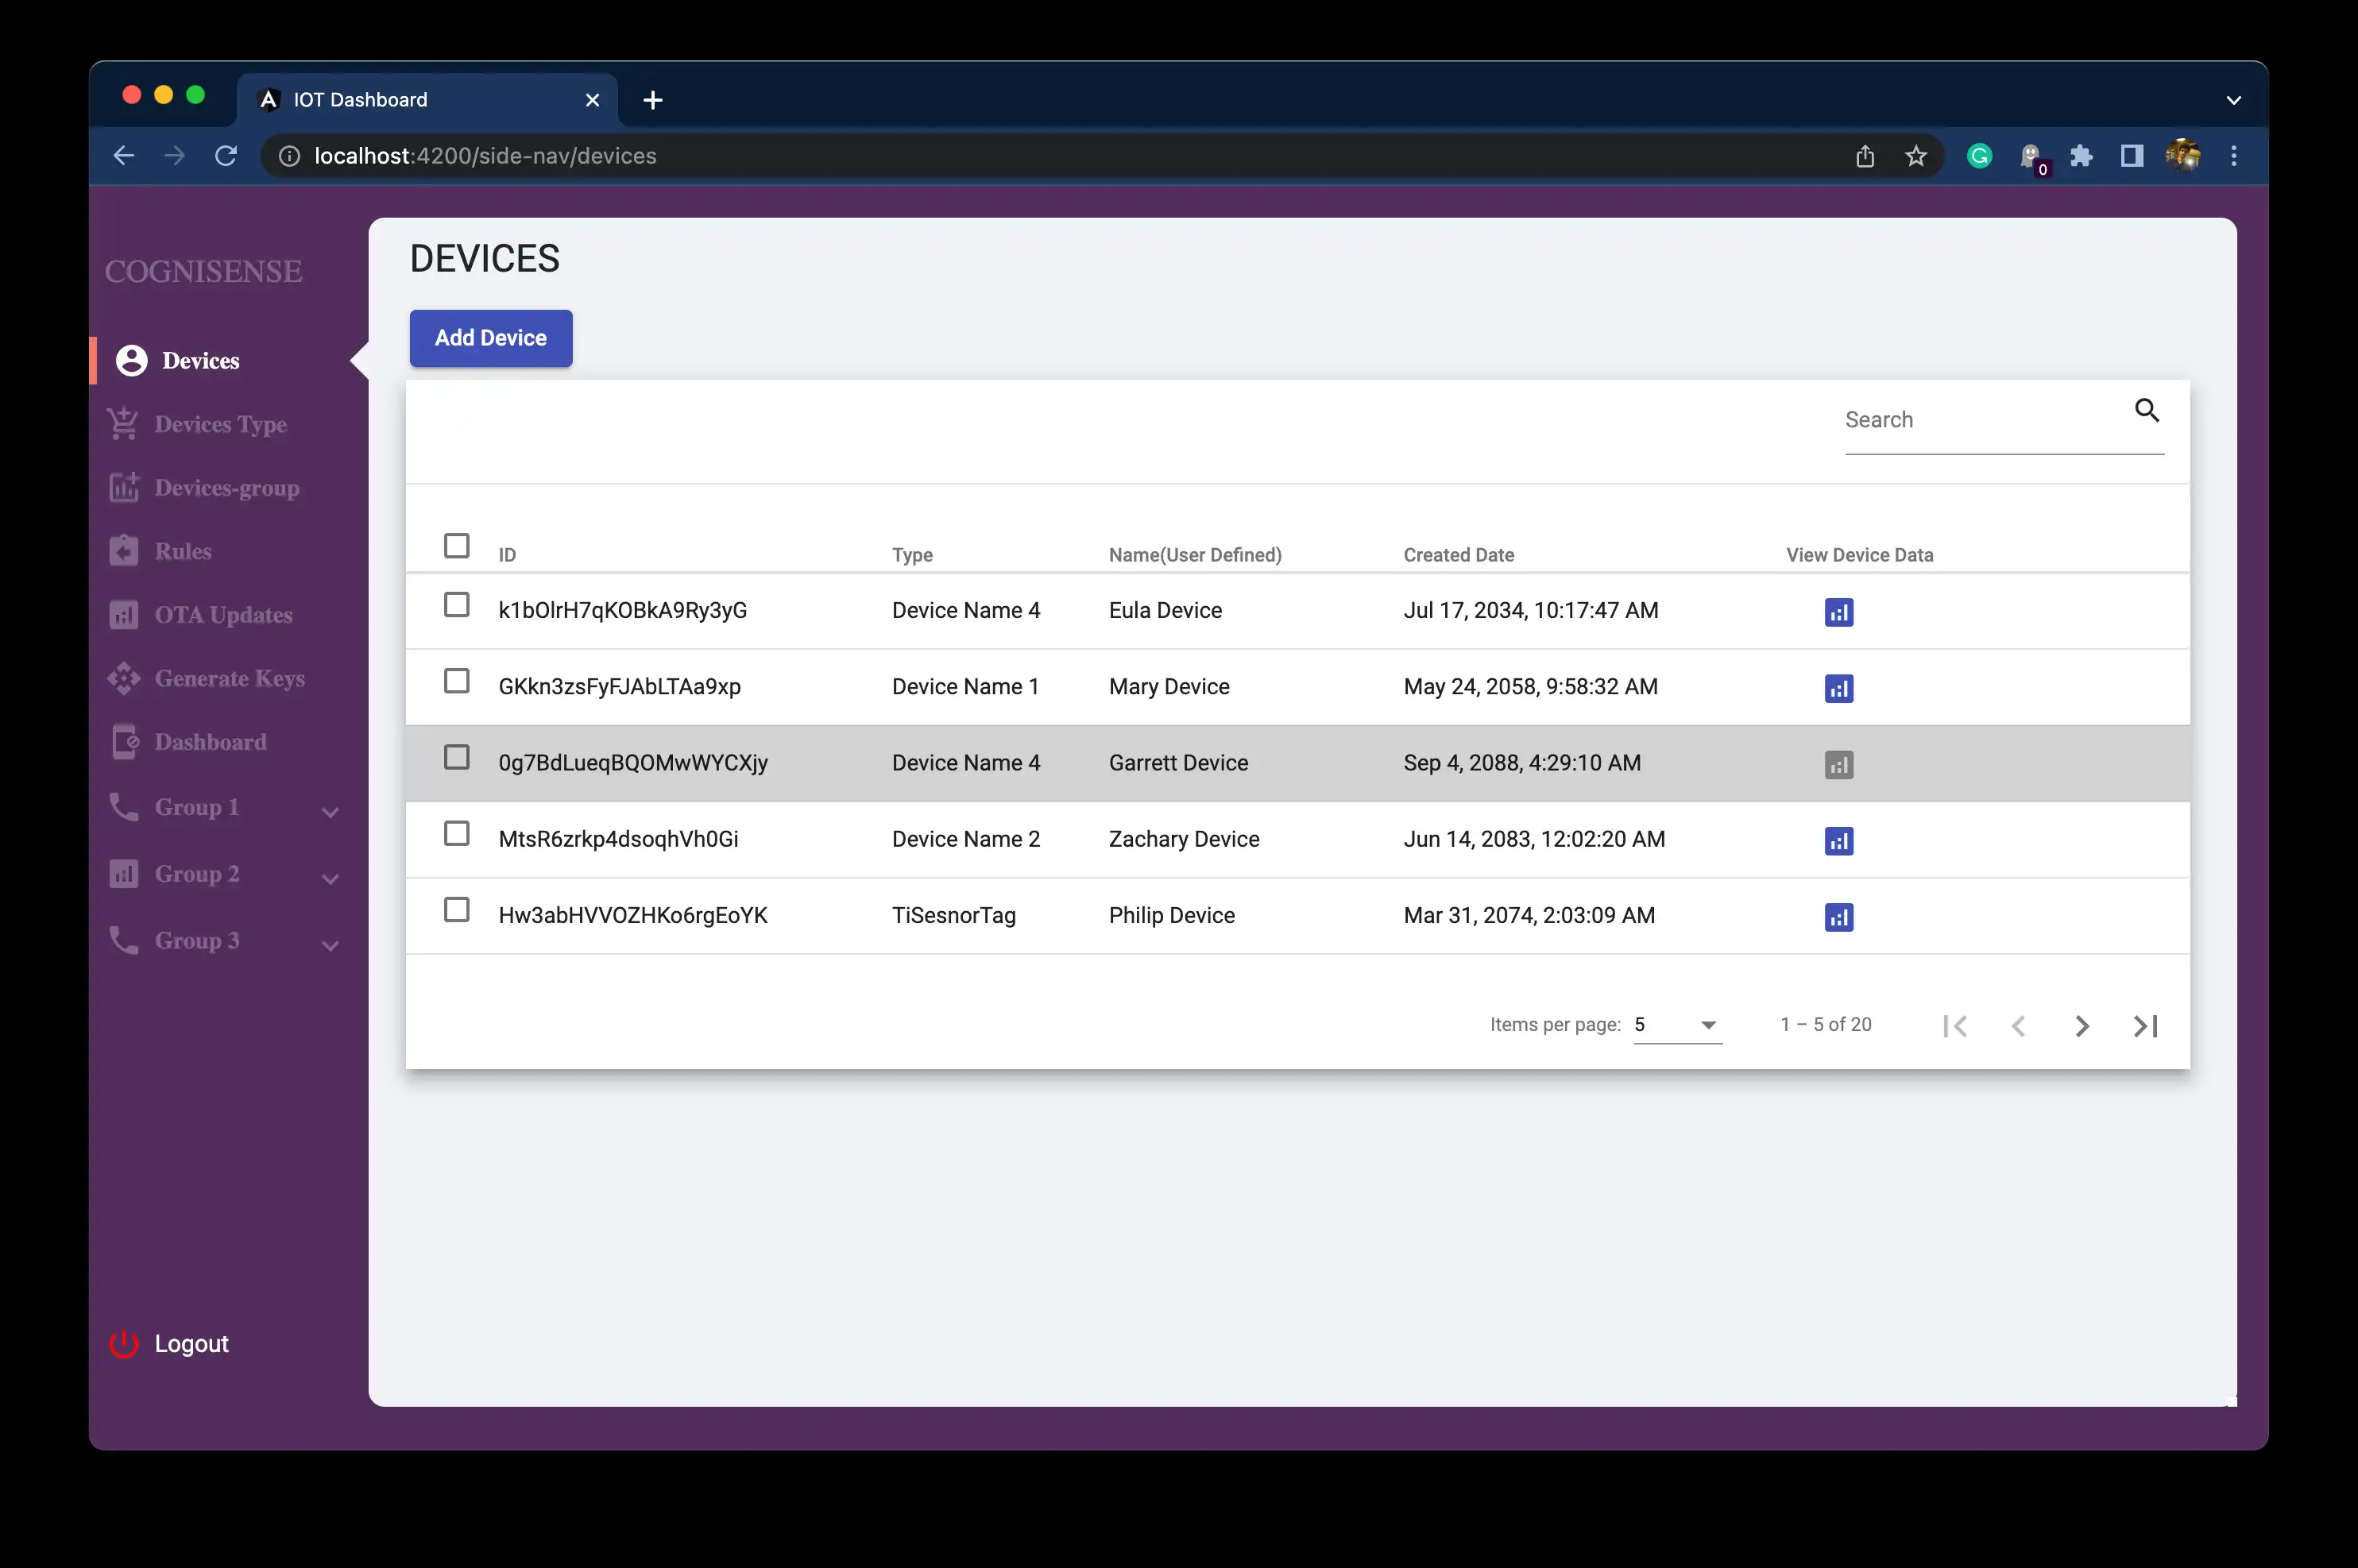 IOT Dashboard
localhost:4200/side-nav/devices
0
COGNISENSE
Devices
Devices Type
Devices-group
Rules
OTA Updates
Generate Keys
Dashboard
Group 1
Group 2
Group 3
Logout
DEVICES
Add Device
Search
ID Type Name(User Defined) Created Date View Device Data
k1bOlrH7qKOBkA9Ry3yG Device Name 4 Eula Device Jul 17, 2034, 10:17:47 AM
GKkn3zsFyFJAbLTAa9xp Device Name 1 Mary Device May 24, 2058, 9:58:32 AM
0g7BdLueqBQOMwWYCXjy Device Name 4 Garrett Device Sep 4, 2088, 4:29:10 AM
MtsR6zrkp4dsoqhVh0Gi Device Name 2 Zachary Device Jun 14, 2083, 12:02:20 AM
Hw3abHVVOZHKo6rgEoYK TiSesnorTag Philip Device Mar 31, 2074, 2:03:09 AM
Items per page: 5 1 – 5 of 20